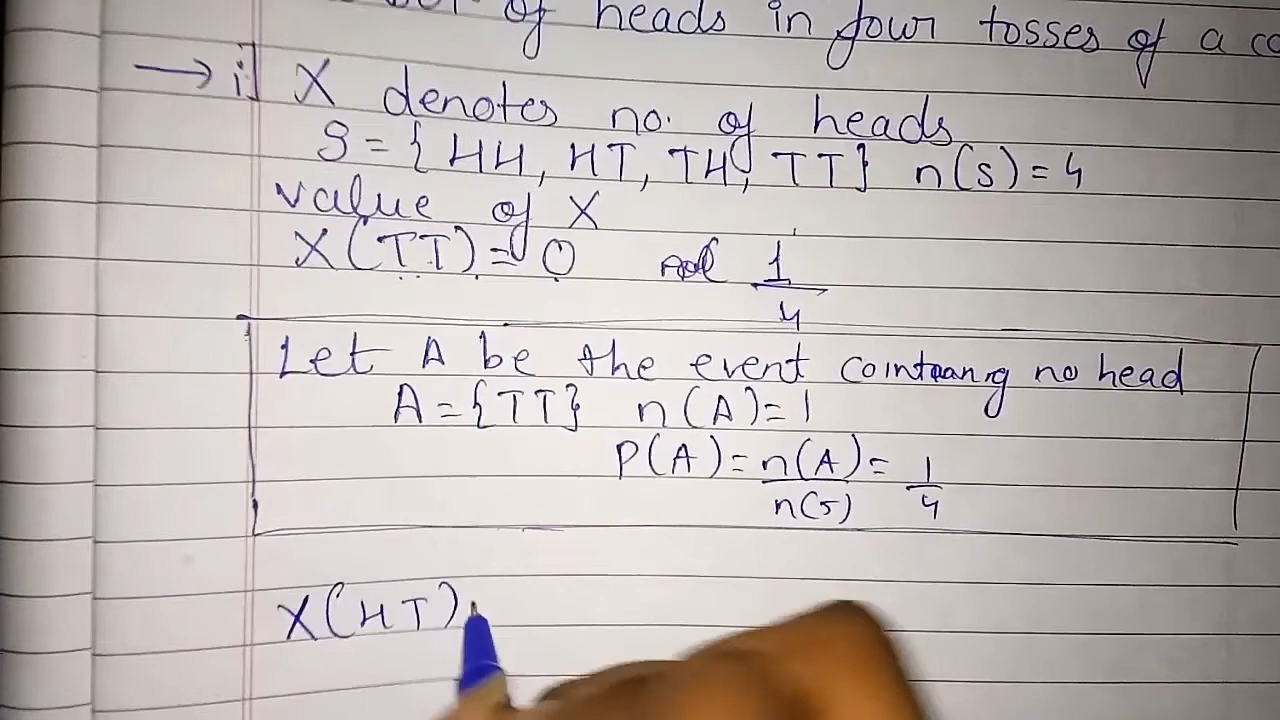 of heads in four tosses of a co
→ i] X denotes no. of heads
S = { HH, HT, TH, TT} n(s) = 4
value of X
X(TT) = 0 1/4
Let A be the event cointaang no head
A = {TT} n(A) = 1
P(A) = n(A)/n(s) = 1/4
X(HT)